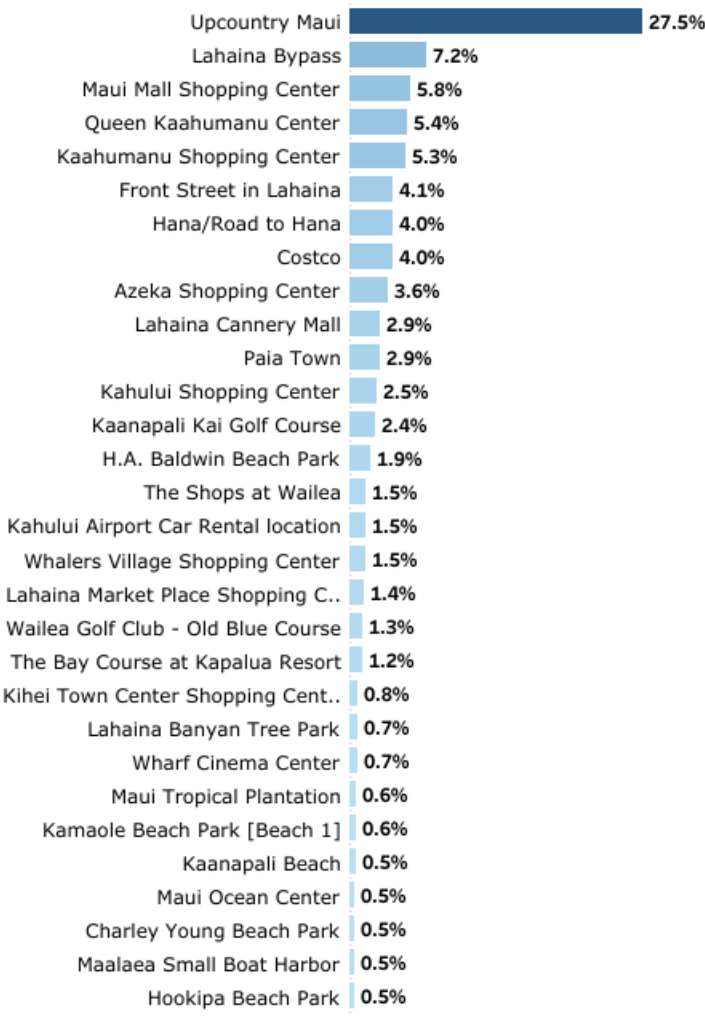 Upcountry Maui 27.5%
Lahaina Bypass 7.2%
Maui Mall Shopping Center 5.8%
Queen Kaahumanu Center 5.4%
Kaahumanu Shopping Center 5.3%
Front Street in Lahaina 4.1%
Hana/Road to Hana 4.0%
Costco 4.0%
Azeka Shopping Center 3.6%
Lahaina Cannery Mall 2.9%
Paia Town 2.9%
Kahului Shopping Center 2.5%
Kaanapali Kai Golf Course 2.4%
H.A. Baldwin Beach Park 1.9%
The Shops at Wailea 1.5%
Kahului Airport Car Rental location 1.5%
Whalers Village Shopping Center 1.5%
Lahaina Market Place Shopping C.. 1.4%
Wailea Golf Club - Old Blue Course 1.3%
The Bay Course at Kapalua Resort 1.2%
Kihei Town Center Shopping Cent.. 0.8%
Lahaina Banyan Tree Park 0.7%
Wharf Cinema Center 0.7%
Maui Tropical Plantation 0.6%
Kamaole Beach Park [Beach 1] 0.6%
Kaanapali Beach 0.5%
Maui Ocean Center 0.5%
Charley Young Beach Park 0.5%
Maalaea Small Boat Harbor 0.5%
Hookipa Beach Park 0.5%